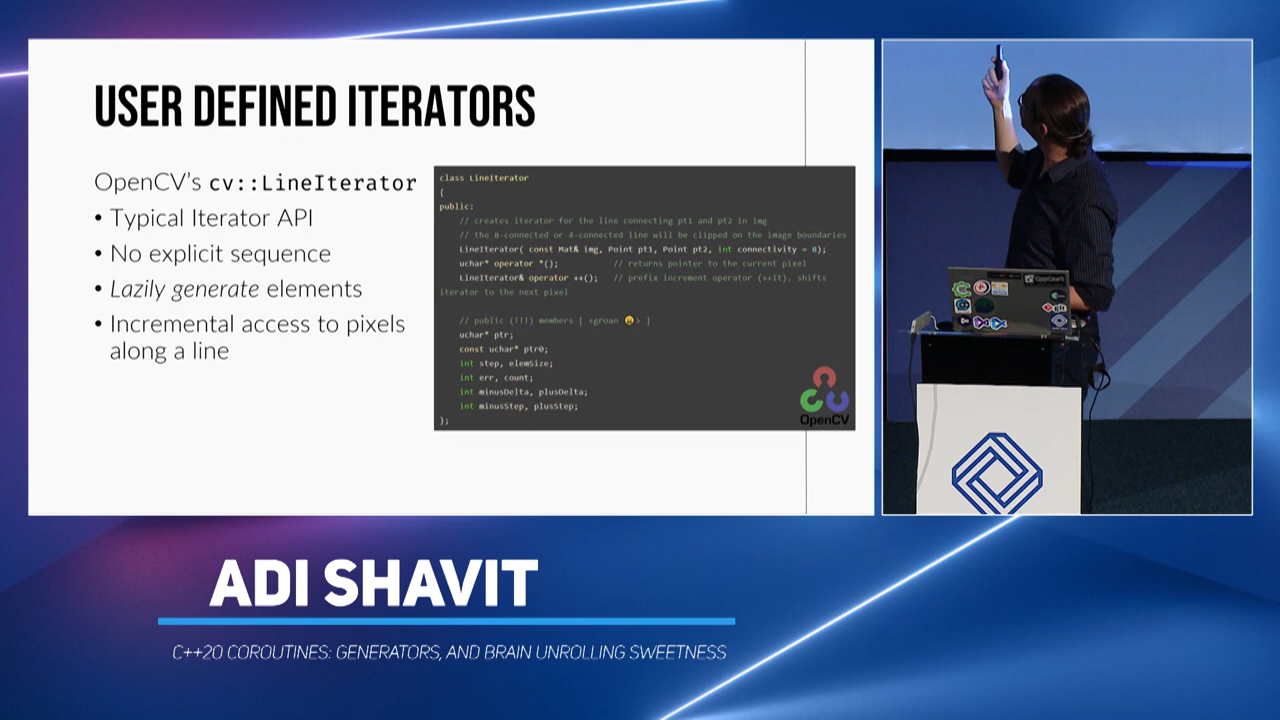 USER DEFINED ITERATORS
OpenCV's cv::LineIterator
• Typical Iterator API
• No explicit sequence
• Lazily generate elements
• Incremental access to pixels
along a line
class LineIterator
{
public:
// creates iterator for the line connecting pt1 and pt2 in img
// the 8-connected or 4-connected line will be clipped on the image boundaries
LineIterator( const Mat& img, Point pt1, Point pt2, int connectivity = 8);
uchar* operator *(); // returns pointer to the current pixel
LineIterator& operator ++(); // prefix increment operator (++it). shifts
iterator to the next pixel
// public (!!!) members [ <groan 😩> ]
uchar* ptr;
const uchar* ptr0;
int step, elemSize;
int err, count;
int minusDelta, plusDelta;
int minusStep, plusStep;
};
OpenCV
git
ADI SHAVIT
C++20 COROUTINES: GENERATORS, AND BRAIN UNROLLING SWEETNESS